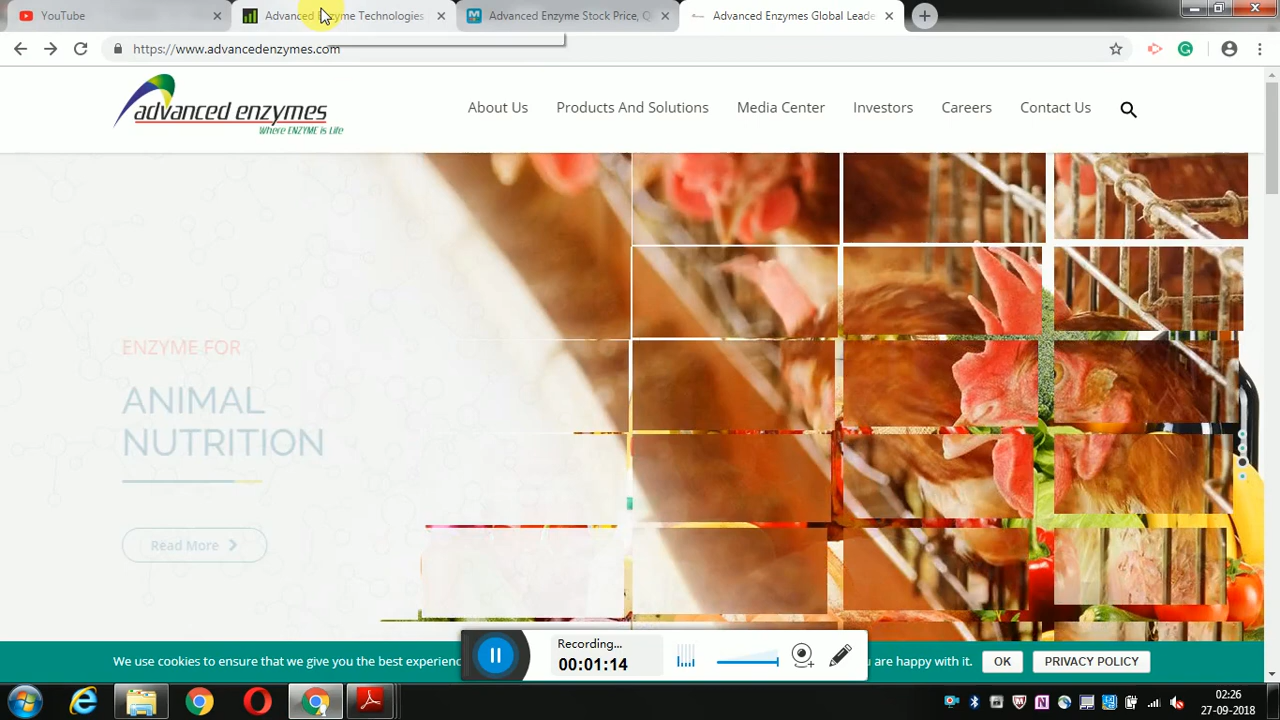 YouTube
Advanced Enzyme Technologies
Advanced Enzyme Stock Price, Q
Advanced Enzymes Global Leade
https://www.advancedenzymes.com
advanced enzymes
Where ENZYME is Life
About Us
Products And Solutions
Media Center
Investors
Careers
Contact Us
ENZYME FOR
ANIMAL
NUTRITION
Read More
Recording...
00:01:14
We use cookies to ensure that we give you the best experienc
are happy with it.
OK
PRIVACY POLICY
02:26
27-09-2018